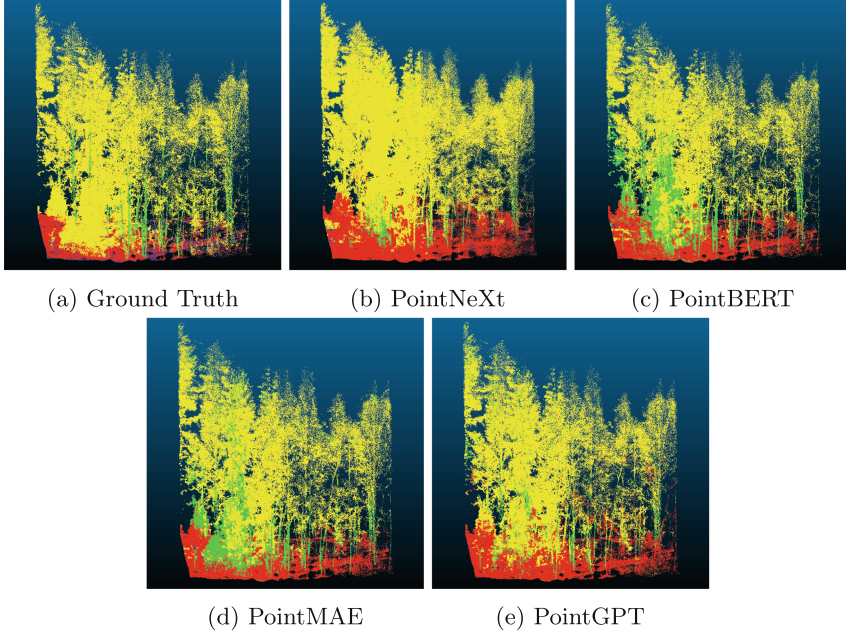 (a) Ground Truth
(b) PointNeXt
(c) PointBERT
(d) PointMAE
(e) PointGPT